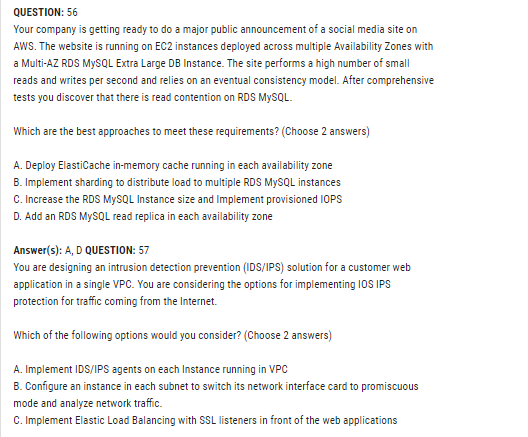 QUESTION: 56
Your company is getting ready to do a major public announcement of a social media site on
AWS. The website is running on EC2 instances deployed across multiple Availability Zones with
a Multi-AZ RDS MySQL Extra Large DB Instance. The site performs a high number of small
reads and writes per second and relies on an eventual consistency model. After comprehensive
tests you discover that there is read contention on RDS MySQL.
Which are the best approaches to meet these requirements? (Choose 2 answers)
A. Deploy ElastiCache in-memory cache running in each availability zone
B. Implement sharding to distribute load to multiple RDS MySQL instances
C. Increase the RDS MySQL Instance size and Implement provisioned IOPS
D. Add an RDS MySQL read replica in each availability zone
Answer(s): A, D QUESTION: 57
You are designing an intrusion detection prevention (IDS/IPS) solution for a customer web
application in a single VPC. You are considering the options for implementing IOS IPS
protection for traffic coming from the Internet.
Which of the following options would you consider? (Choose 2 answers)
A. Implement IDS/IPS agents on each Instance running in VPC
B. Configure an instance in each subnet to switch its network interface card to promiscuous
mode and analyze network traffic.
C. Implement Elastic Load Balancing with SSL listeners in front of the web applications